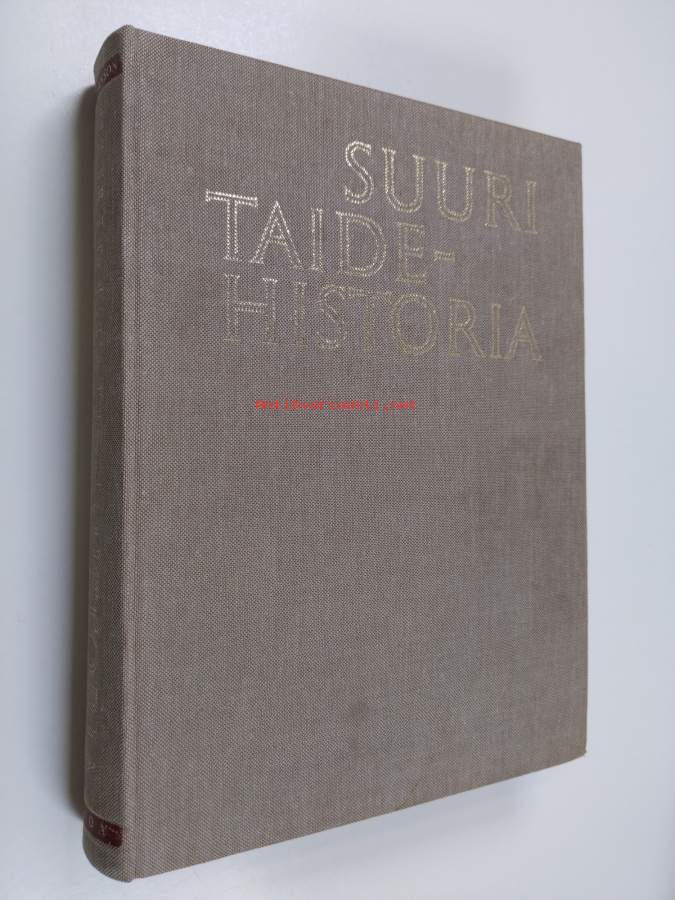 SUURI
TAIDE-
HISTORIA
Antikvariaatti.net